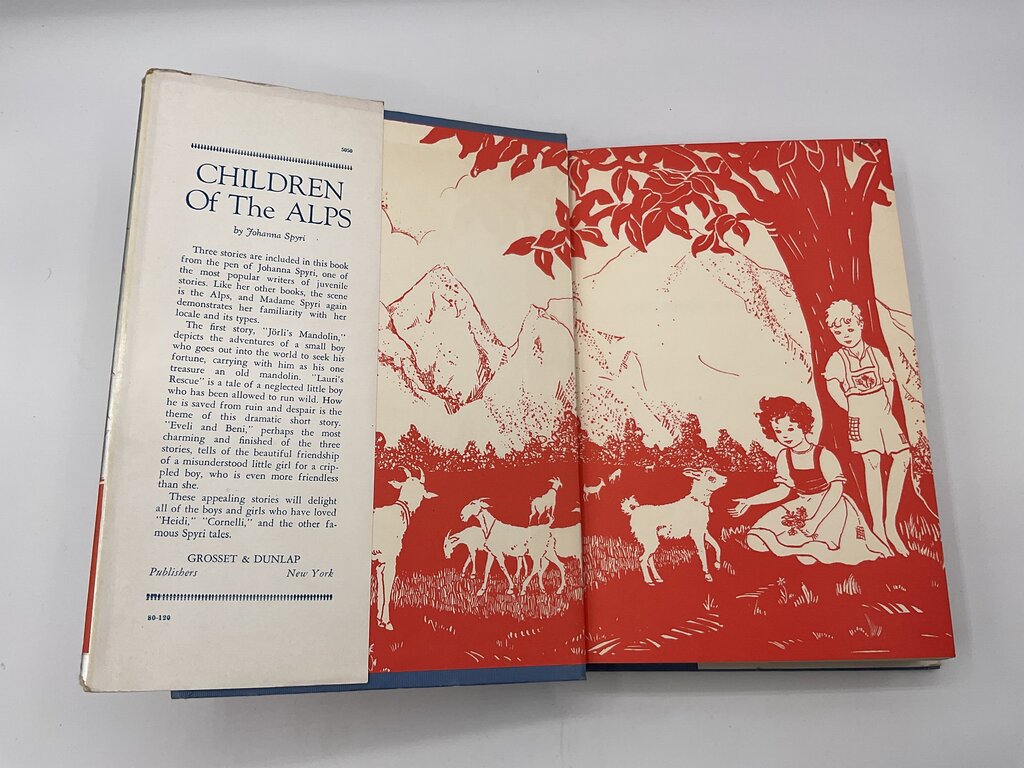 5050
CHILDREN
Of The ALPS
by Johanna Spyri
Three stories are included in this book
from the pen of Johanna Spyri, one of
the most popular writers of juvenile
stories. Like her other books, the scene
is the Alps, and Madame Spyri again
demonstrates her familiarity with her
locale and its types.
The first story, "Jörli's Mandolin,"
depicts the adventures of a small boy
who goes out into the world to seek his
fortune, carrying with him as his one
treasure an old mandolin. "Lauri's
Rescue" is a tale of a neglected little boy
who has been allowed to run wild. How
he is saved from ruin and despair is the
theme of this dramatic short story.
"Eveli and Beni," perhaps the most
charming and finished of the three
stories, tells of the beautiful friendship
of a misunderstood little girl for a crip-
pled boy, who is even more friendless
than she.
These appealing stories will delight
all of the boys and girls who have loved
"Heidi," "Cornelli," and the other fa-
mous Spyri tales.
GROSSET & DUNLAP
Publishers New York
80-120